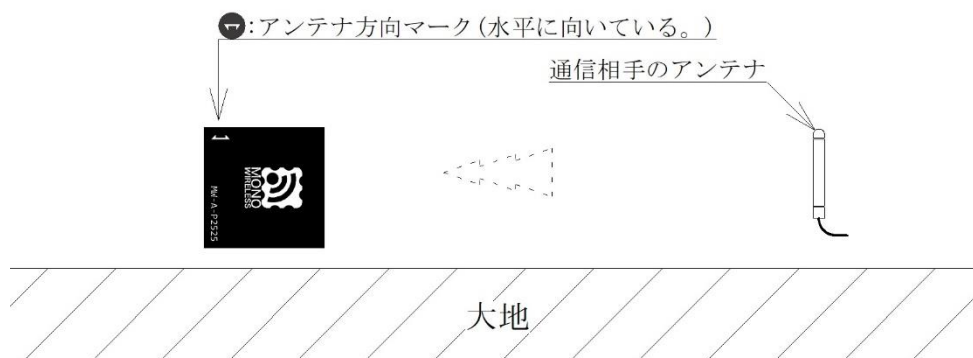 :アンテナ方向マーク(水平に向いている。)
通信相手のアンテナ
MONO
WIRELESS
MW-A-P2525
大地